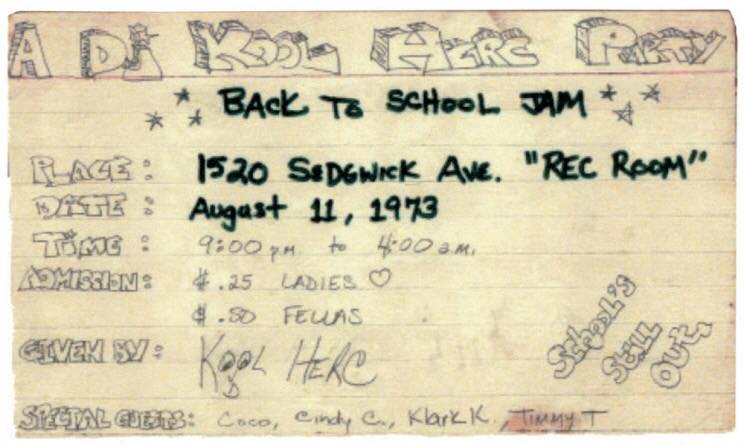 A DJ KOOL HERC PARTY
BACK TO SCHOOL JAM
PLACE: 1520 SEDGWICK AVE. "REC ROOM"
DATE: August 11, 1973
TIME: 9:00 pm to 4:00 a.m.
ADMISSION: $.25 LADIES ♡
$.50 FELLAS
GIVEN BY: KOOL HERC
SCHOOL'S
STILL
OUT,
SPECIAL GUESTS: Coco, Cindy C., Klark K., Timmy T